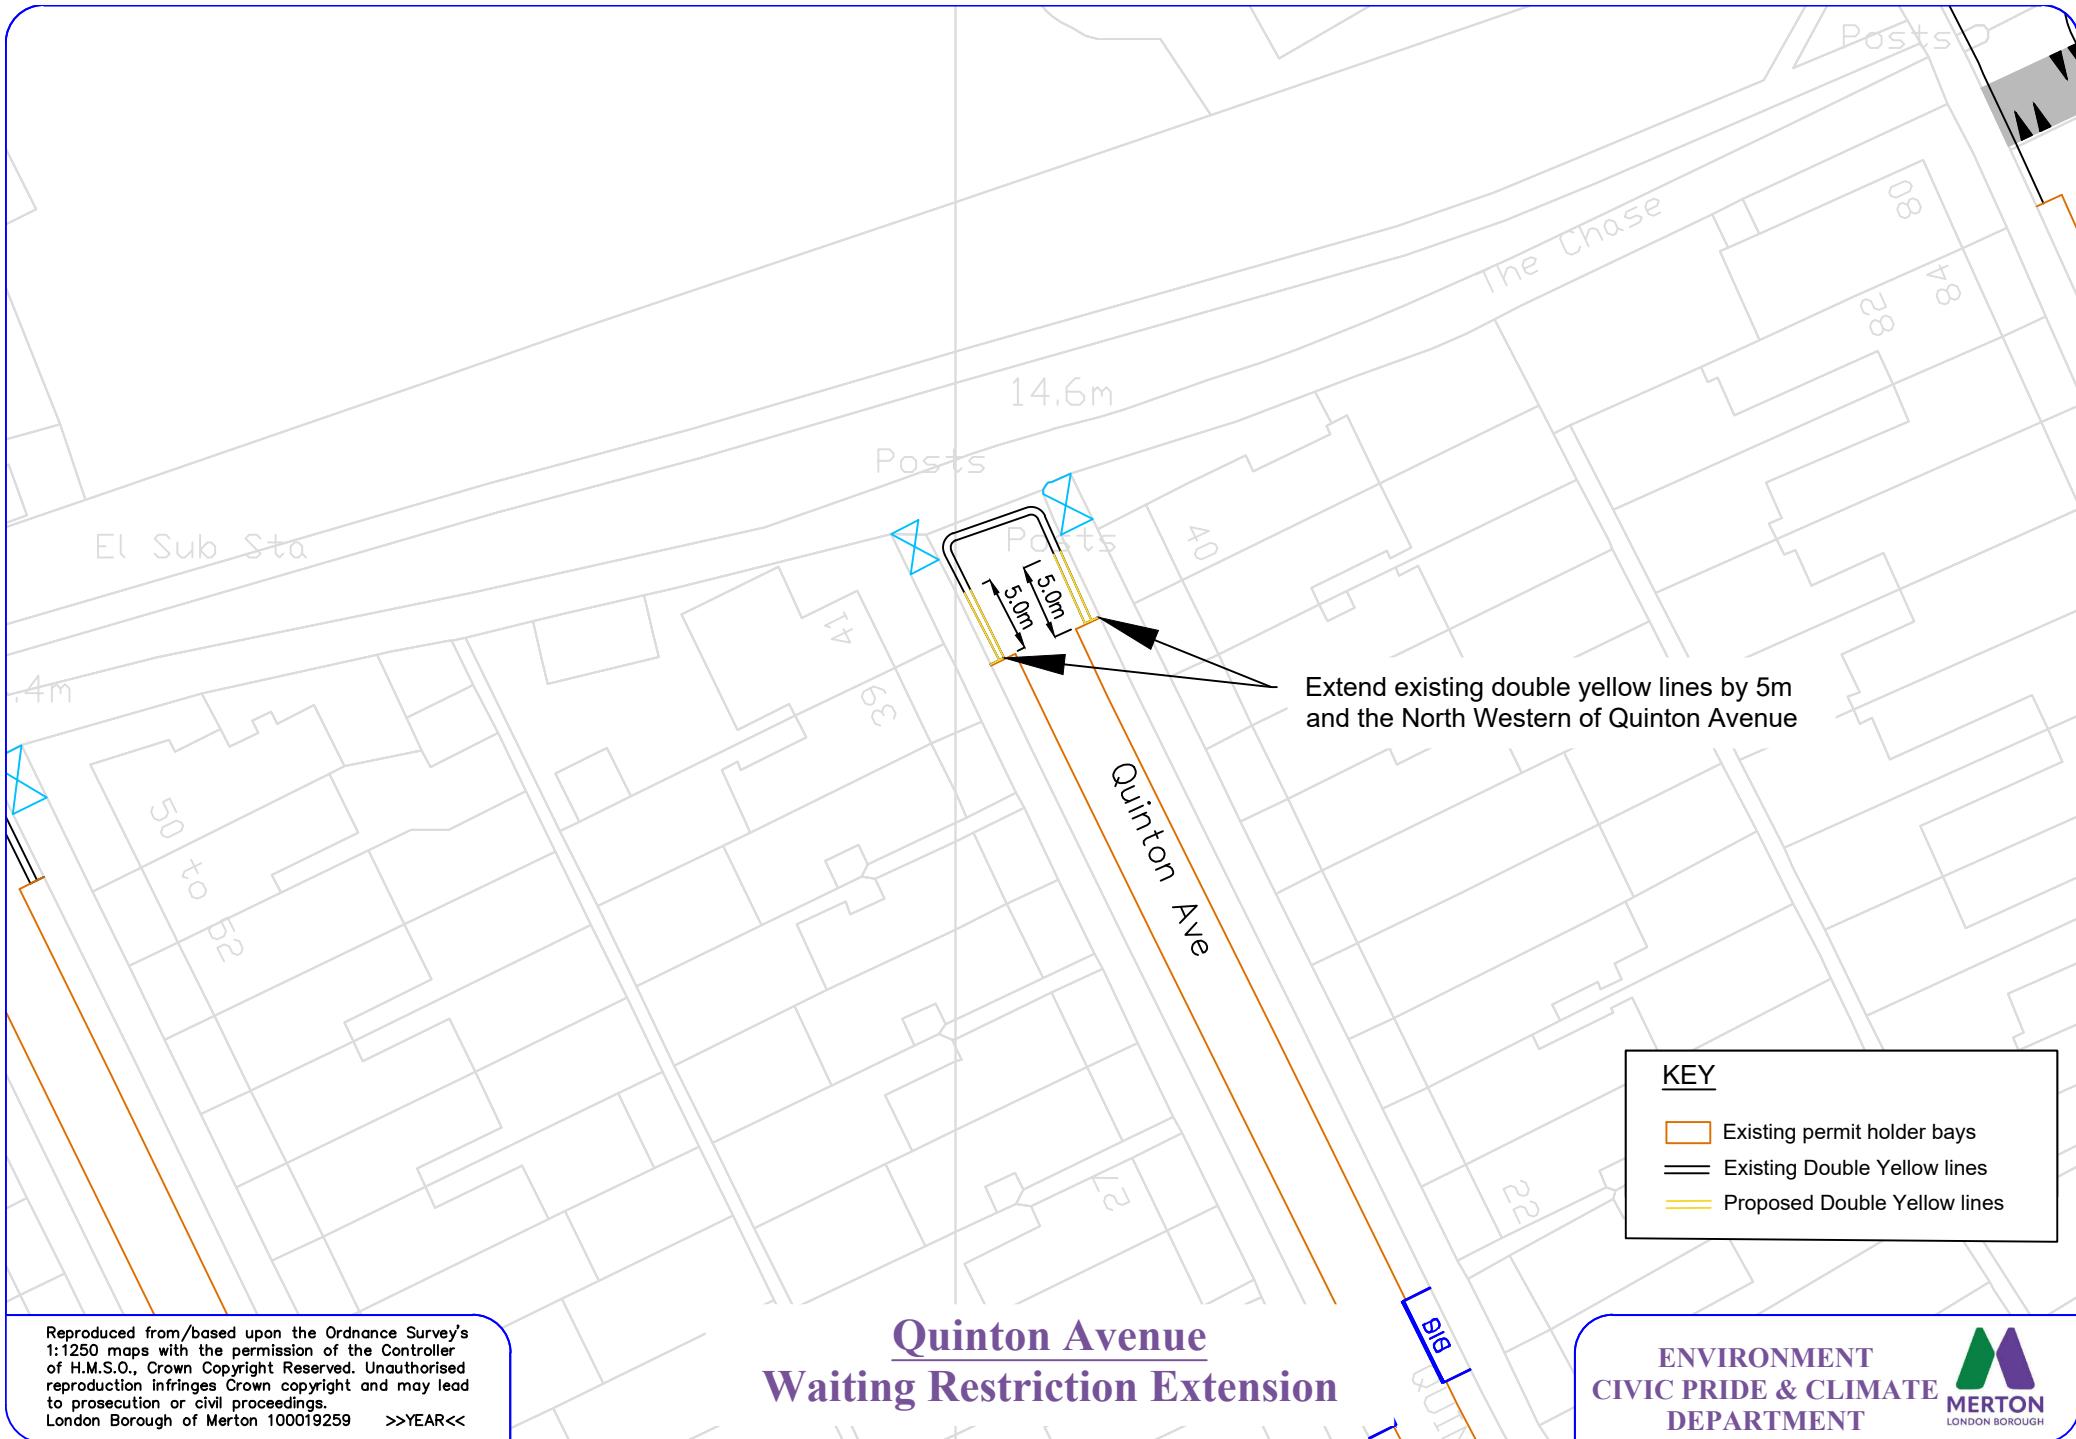 Posts
80
The Chase
84
82
14.6m
Posts
El Sub Sta
Posts
40
5.0m
5.0m
41
39
.4m
Extend existing double yellow lines by 5m
and the North Western of Quinton Avenue
Quinton Ave
50 to 52
27
22
KEY
Existing permit holder bays
Existing Double Yellow lines
Proposed Double Yellow lines
BIB
QUIN
Reproduced from/based upon the Ordnance Survey's
1:1250 maps with the permission of the Controller
of H.M.S.O., Crown Copyright Reserved. Unauthorised
reproduction infringes Crown copyright and may lead
to prosecution or civil proceedings.
London Borough of Merton 100019259 >>YEAR<<
Quinton Avenue
Waiting Restriction Extension
ENVIRONMENT
CIVIC PRIDE & CLIMATE
DEPARTMENT
MERTON
LONDON BOROUGH